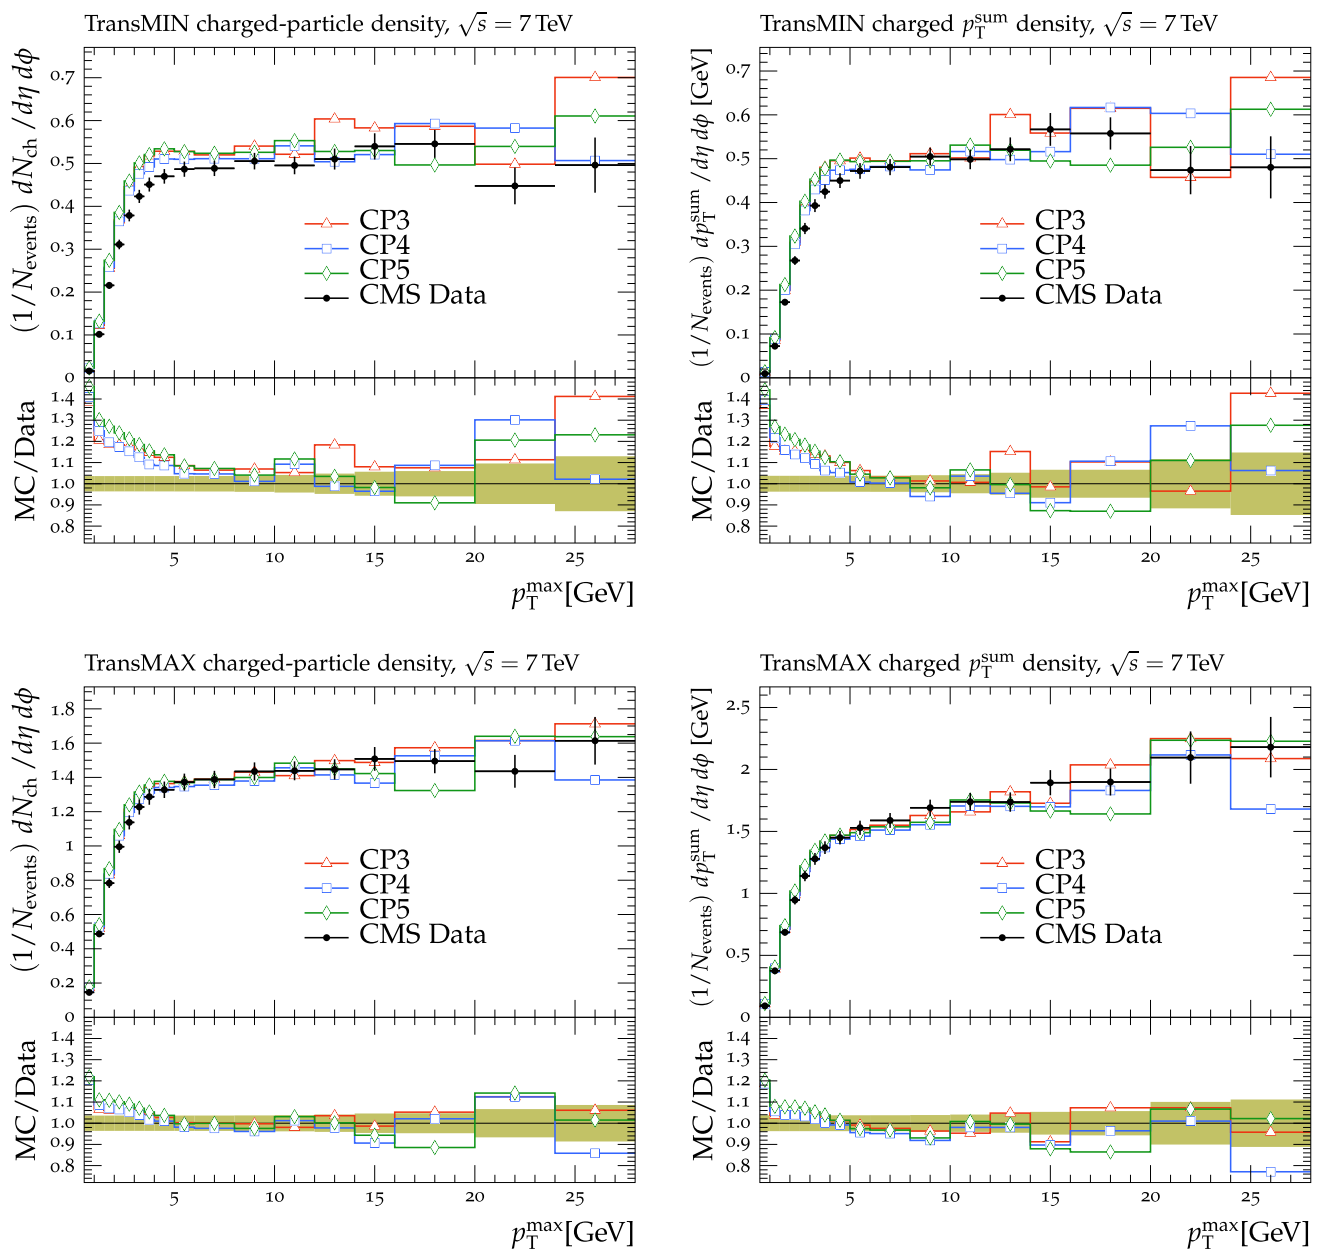 TransMIN charged-particle density, √s = 7 TeV
(1/N_events) dN_ch/dη dφ
0.7
0.6
0.5
0.4
0.3
0.2
0.1
0
CP3
CP4
CP5
CMS Data
MC/Data
1.4
1.3
1.2
1.1
1.0
0.9
0.8
5 10 15 20 25
p_T^max[GeV]
TransMIN charged p_T^sum density, √s = 7 TeV
(1/N_events) dp_T^sum/dη dφ [GeV]
0.7
0.6
0.5
0.4
0.3
0.2
0.1
0
CP3
CP4
CP5
CMS Data
MC/Data
1.4
1.3
1.2
1.1
1.0
0.9
0.8
5 10 15 20 25
p_T^max[GeV]
TransMAX charged-particle density, √s = 7 TeV
(1/N_events) dN_ch/dη dφ
1.8
1.6
1.4
1.2
1
0.8
0.6
0.4
0.2
0
CP3
CP4
CP5
CMS Data
MC/Data
1.4
1.3
1.2
1.1
1.0
0.9
0.8
5 10 15 20 25
p_T^max[GeV]
TransMAX charged p_T^sum density, √s = 7 TeV
(1/N_events) dp_T^sum/dη dφ [GeV]
2.5
2
1.5
1
0.5
0
CP3
CP4
CP5
CMS Data
MC/Data
1.4
1.3
1.2
1.1
1.0
0.9
0.8
5 10 15 20 25
p_T^max[GeV]